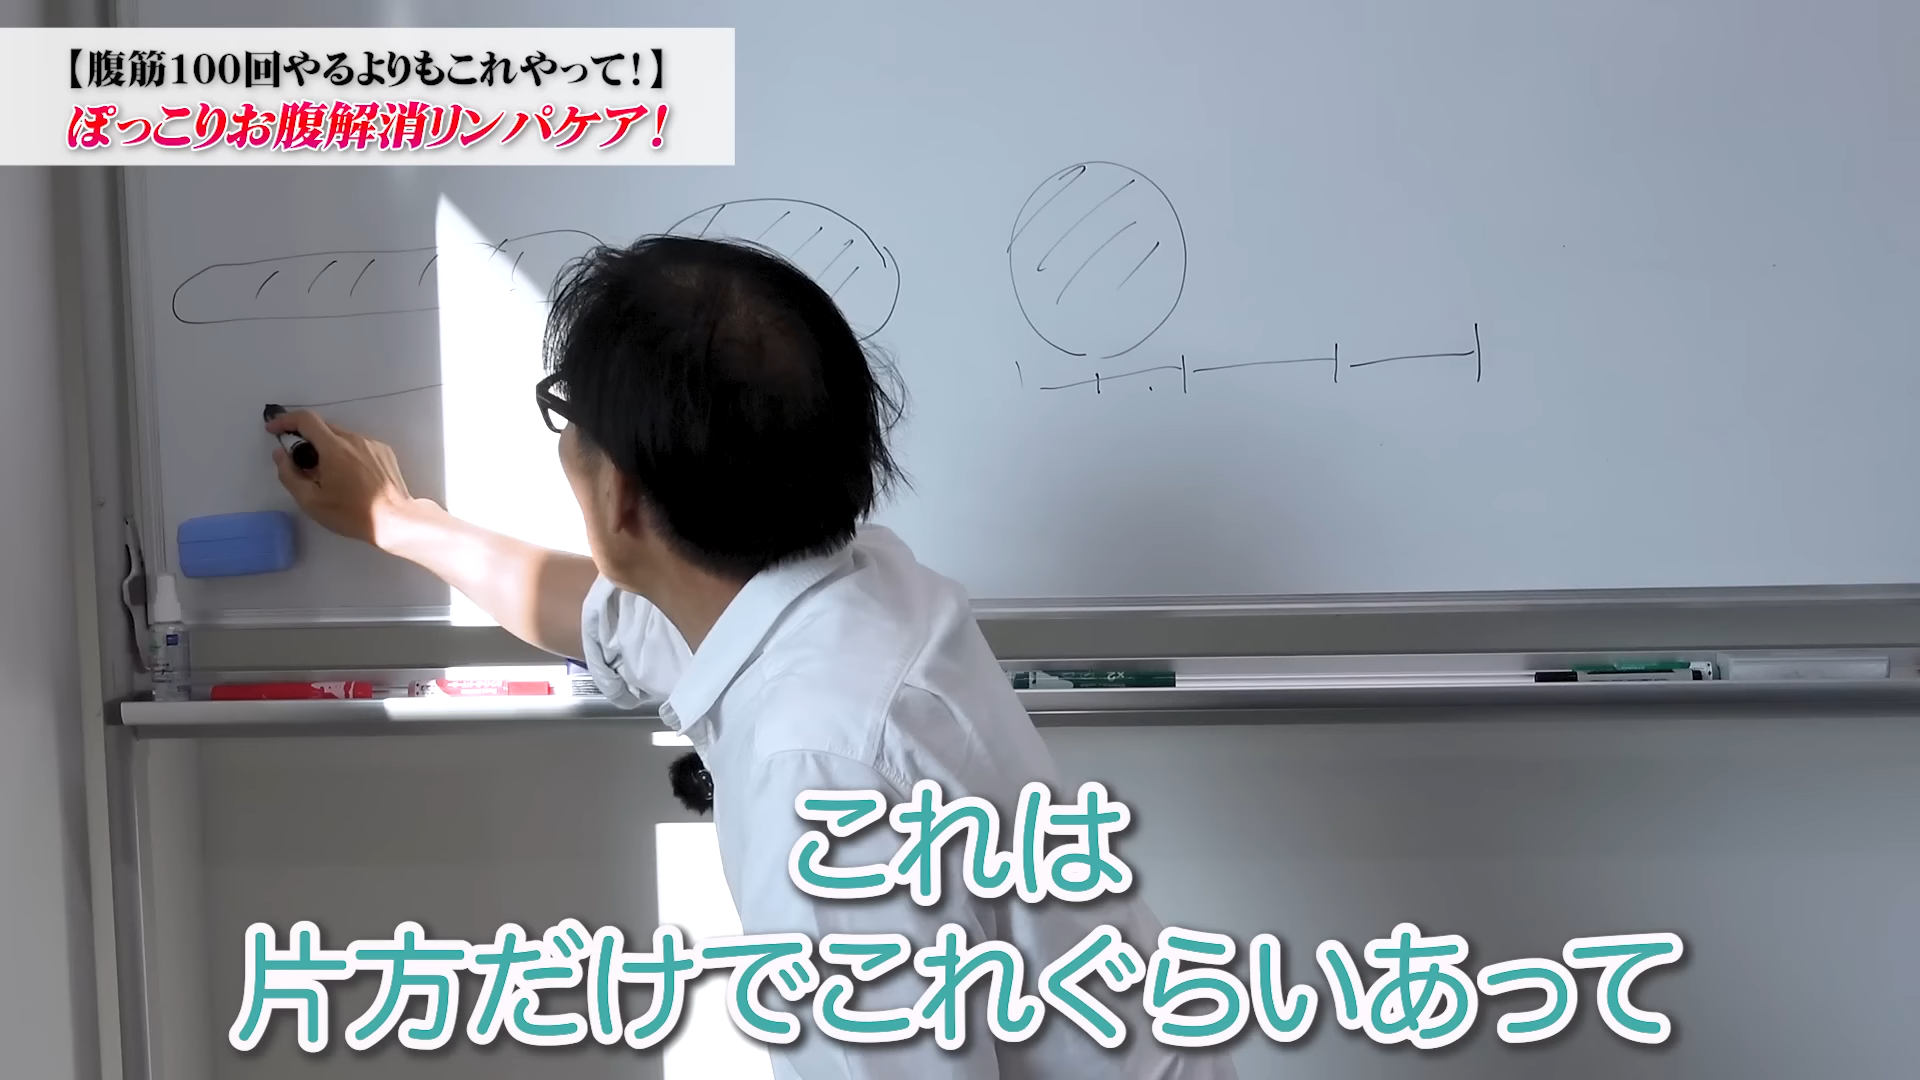 【腹筋100回やるよりもこれやって！】
ぽっこりお腹解消リンパケア！
これは
片方だけでこれぐらいあって